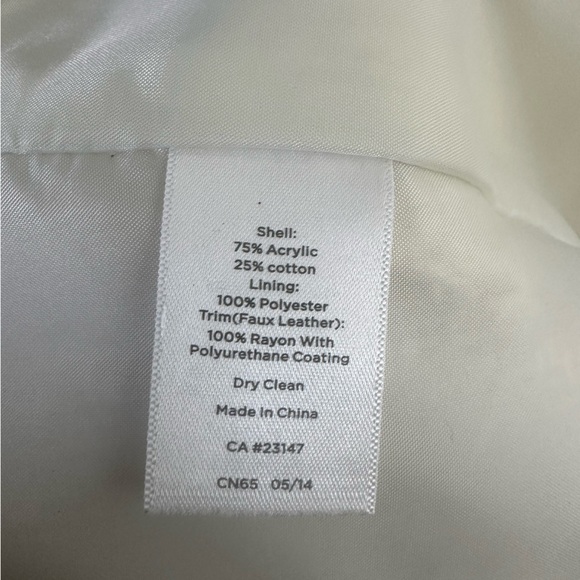 Shell:
75% Acrylic
25% cotton
Lining:
100% Polyester
Trim(Faux Leather):
100% Rayon With
Polyurethane Coating
Dry Clean
Made In China
CA #23147
CN65 05/14